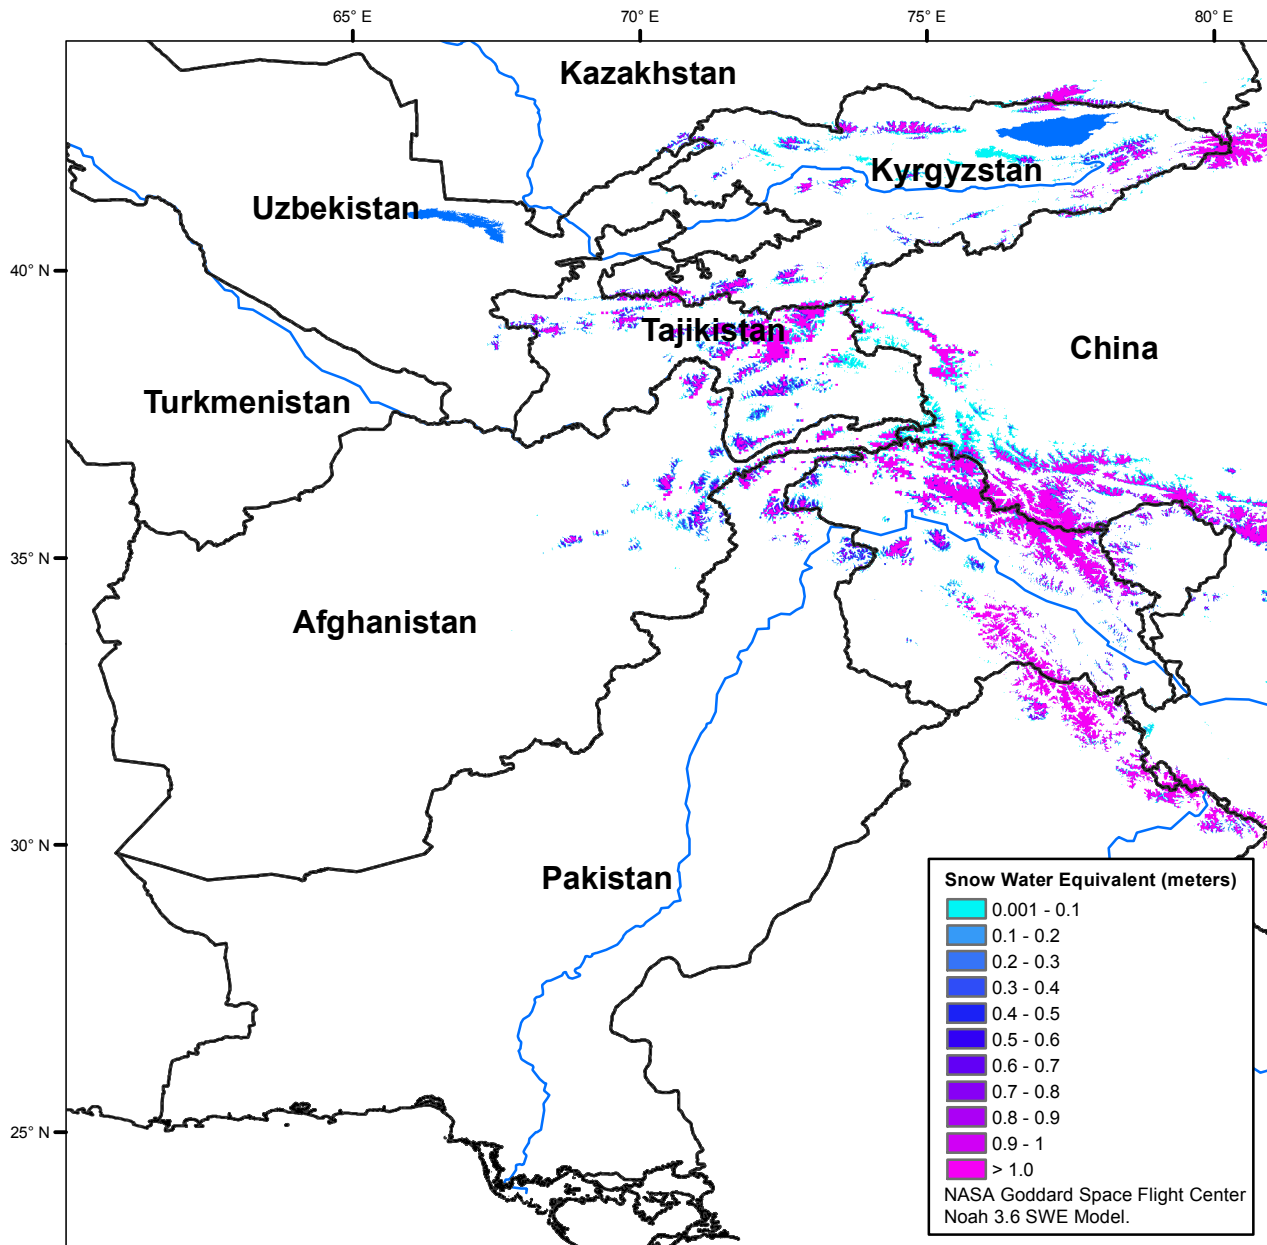 65° E
70° E
75° E
80° E
Kazakhstan
Kyrgyzstan
Uzbekistan
40° N
Tajikistan
China
Turkmenistan
35° N
Afghanistan
30° N
Pakistan
25° N
Snow Water Equivalent (meters)
0.001 - 0.1
0.1 - 0.2
0.2 - 0.3
0.3 - 0.4
0.4 - 0.5
0.5 - 0.6
0.6 - 0.7
0.7 - 0.8
0.8 - 0.9
0.9 - 1
> 1.0
NASA Goddard Space Flight Center
Noah 3.6 SWE Model.